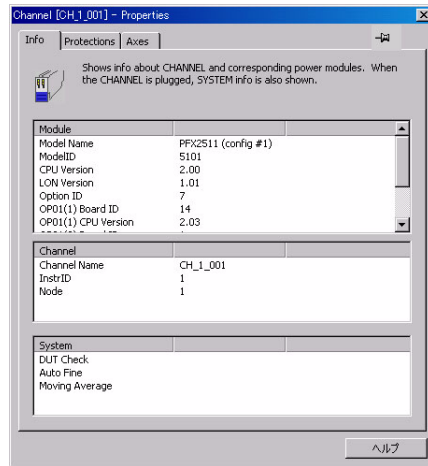 Channel [CH_1_001] - Properties
Info Protections Axes
Shows info about CHANNEL and corresponding power modules. When
the CHANNEL is plugged, SYSTEM info is also shown.
Module
Model Name PFX2511 (config #1)
ModelID 5101
CPU Version 2.00
LON Version 1.01
Option ID 7
OP01(1) Board ID 14
OP01(1) CPU Version 2.03
Channel
Channel Name CH_1_001
InstrID 1
Node 1
System
DUT Check
Auto Fine
Moving Average
ヘルプ